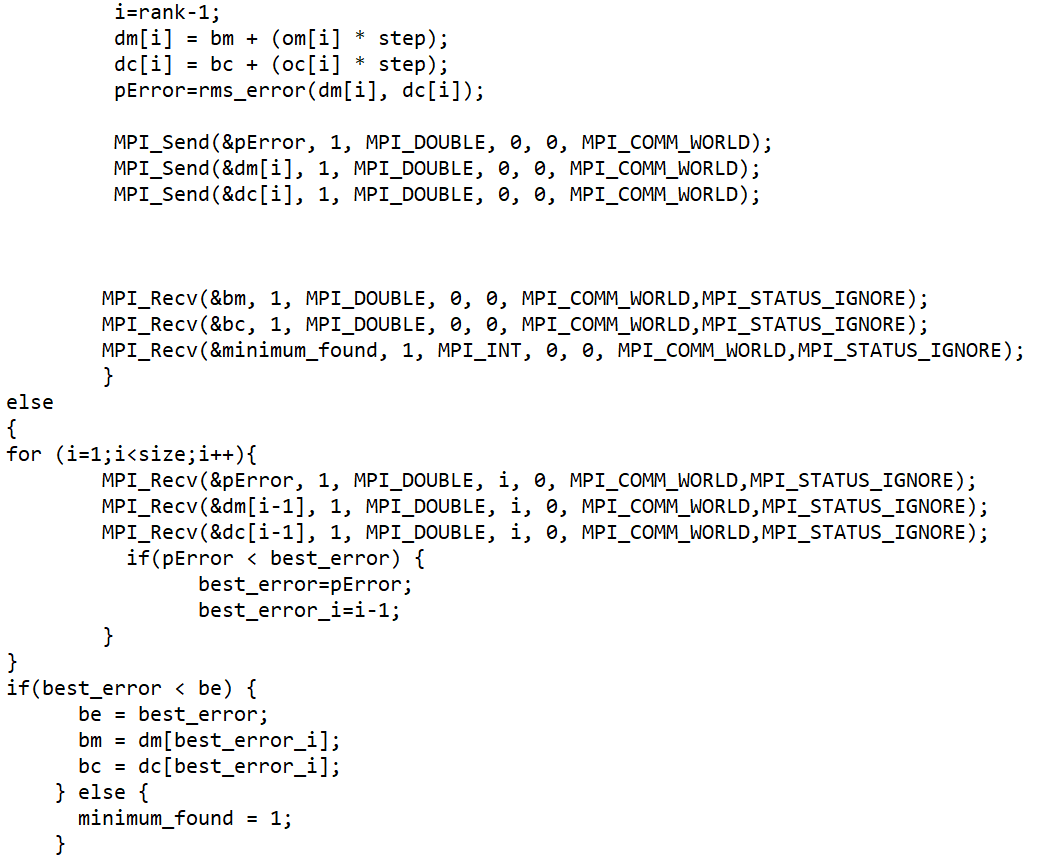 i=rank-1;
dm[i] = bm + (om[i] * step);
dc[i] = bc + (oc[i] * step);
pError=rms_error(dm[i], dc[i]);
MPI_Send(&pError, 1, MPI_DOUBLE, 0, 0, MPI_COMM_WORLD);
MPI_Send(&dm[i], 1, MPI_DOUBLE, 0, 0, MPI_COMM_WORLD);
MPI_Send(&dc[i], 1, MPI_DOUBLE, 0, 0, MPI_COMM_WORLD);
MPI_Recv(&bm, 1, MPI_DOUBLE, 0, 0, MPI_COMM_WORLD,MPI_STATUS_IGNORE);
MPI_Recv(&bc, 1, MPI_DOUBLE, 0, 0, MPI_COMM_WORLD,MPI_STATUS_IGNORE);
MPI_Recv(&minimum_found, 1, MPI_INT, 0, 0, MPI_COMM_WORLD,MPI_STATUS_IGNORE);
}
else
{
for (i=1;i<size;i++){
MPI_Recv(&pError, 1, MPI_DOUBLE, i, 0, MPI_COMM_WORLD,MPI_STATUS_IGNORE);
MPI_Recv(&dm[i-1], 1, MPI_DOUBLE, i, 0, MPI_COMM_WORLD,MPI_STATUS_IGNORE);
MPI_Recv(&dc[i-1], 1, MPI_DOUBLE, i, 0, MPI_COMM_WORLD,MPI_STATUS_IGNORE);
if(pError < best_error) {
best_error=pError;
best_error_i=i-1;
}
}
if(best_error < be) {
be = best_error;
bm = dm[best_error_i];
bc = dc[best_error_i];
} else {
minimum_found = 1;
}